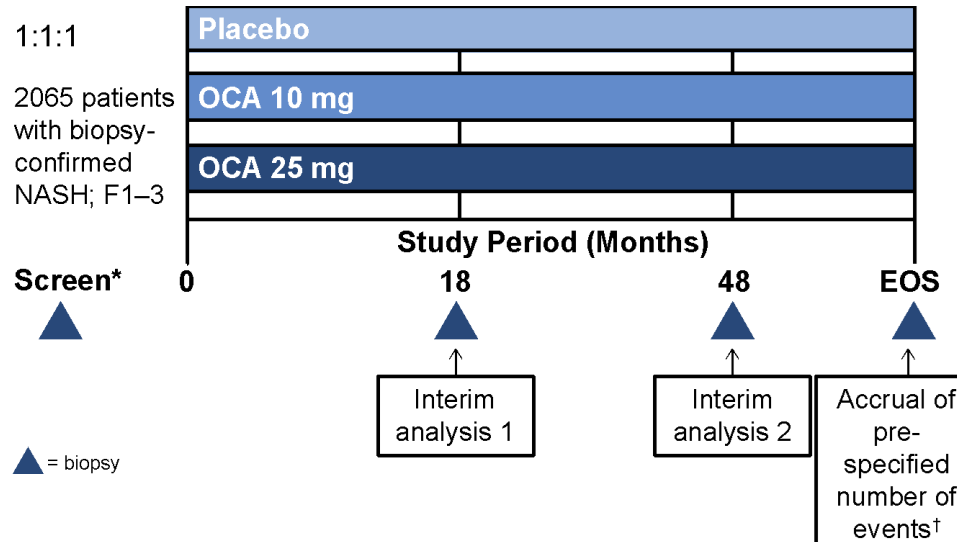 1:1:1
2065 patients
with biopsy-
confirmed
NASH; F1–3
Placebo
OCA 10 mg
OCA 25 mg
Study Period (Months)
Screen*
0
18
48
EOS
Interim
analysis 1
Interim
analysis 2
Accrual of
pre-
specified
number of
events†
= biopsy